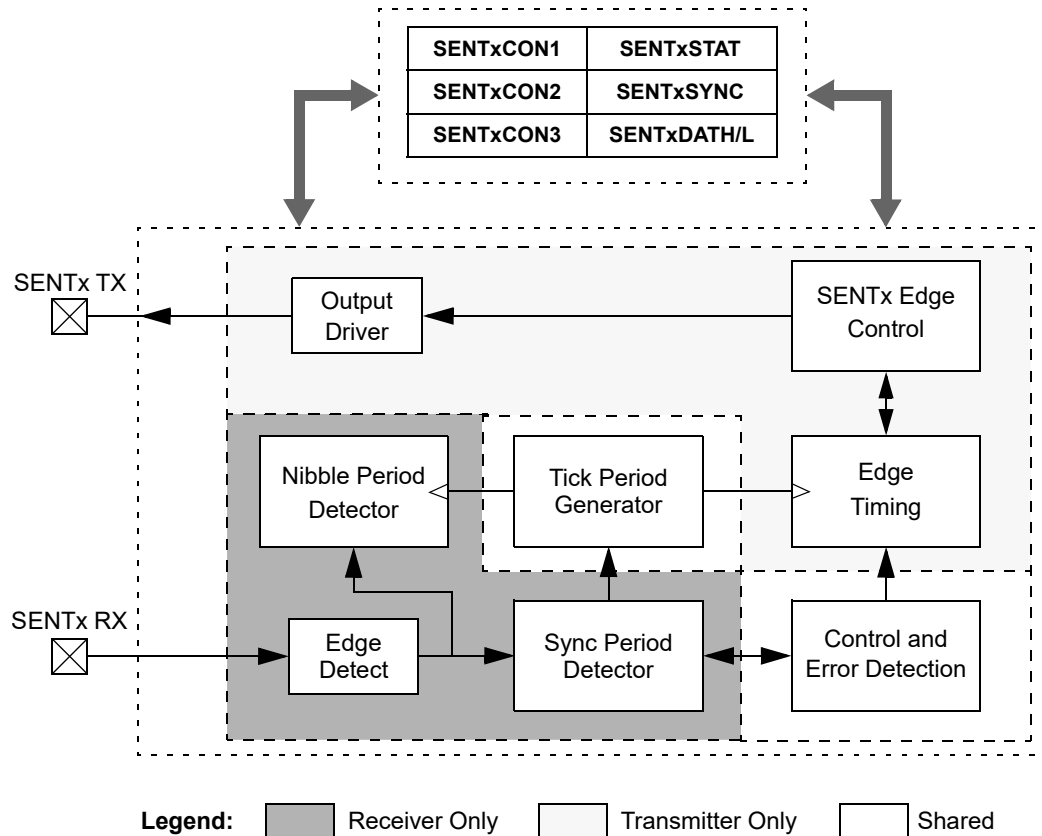 SENTxCON1 SENTxSTAT
SENTxCON2 SENTxSYNC
SENTxCON3 SENTxDATH/L
SENTx TX
Output
Driver
SENTx Edge
Control
Nibble Period
Detector
Tick Period
Generator
Edge
Timing
SENTx RX
Edge
Detect
Sync Period
Detector
Control and
Error Detection
Legend: Receiver Only Transmitter Only Shared